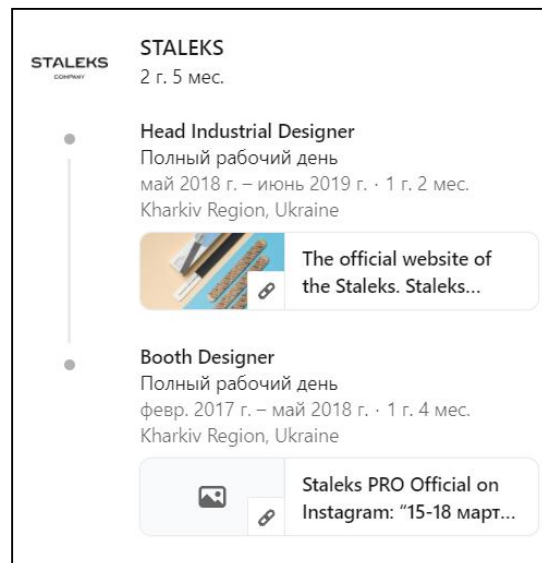 STALEKS
COMPANY
STALEKS
2 г. 5 мес.
Head Industrial Designer
Полный рабочий день
май 2018 г. – июнь 2019 г. · 1 г. 2 мес.
Kharkiv Region, Ukraine
The official website of
the Staleks. Staleks...
Booth Designer
Полный рабочий день
февр. 2017 г. – май 2018 г. · 1 г. 4 мес.
Kharkiv Region, Ukraine
Staleks PRO Official on
Instagram: “15-18 март...